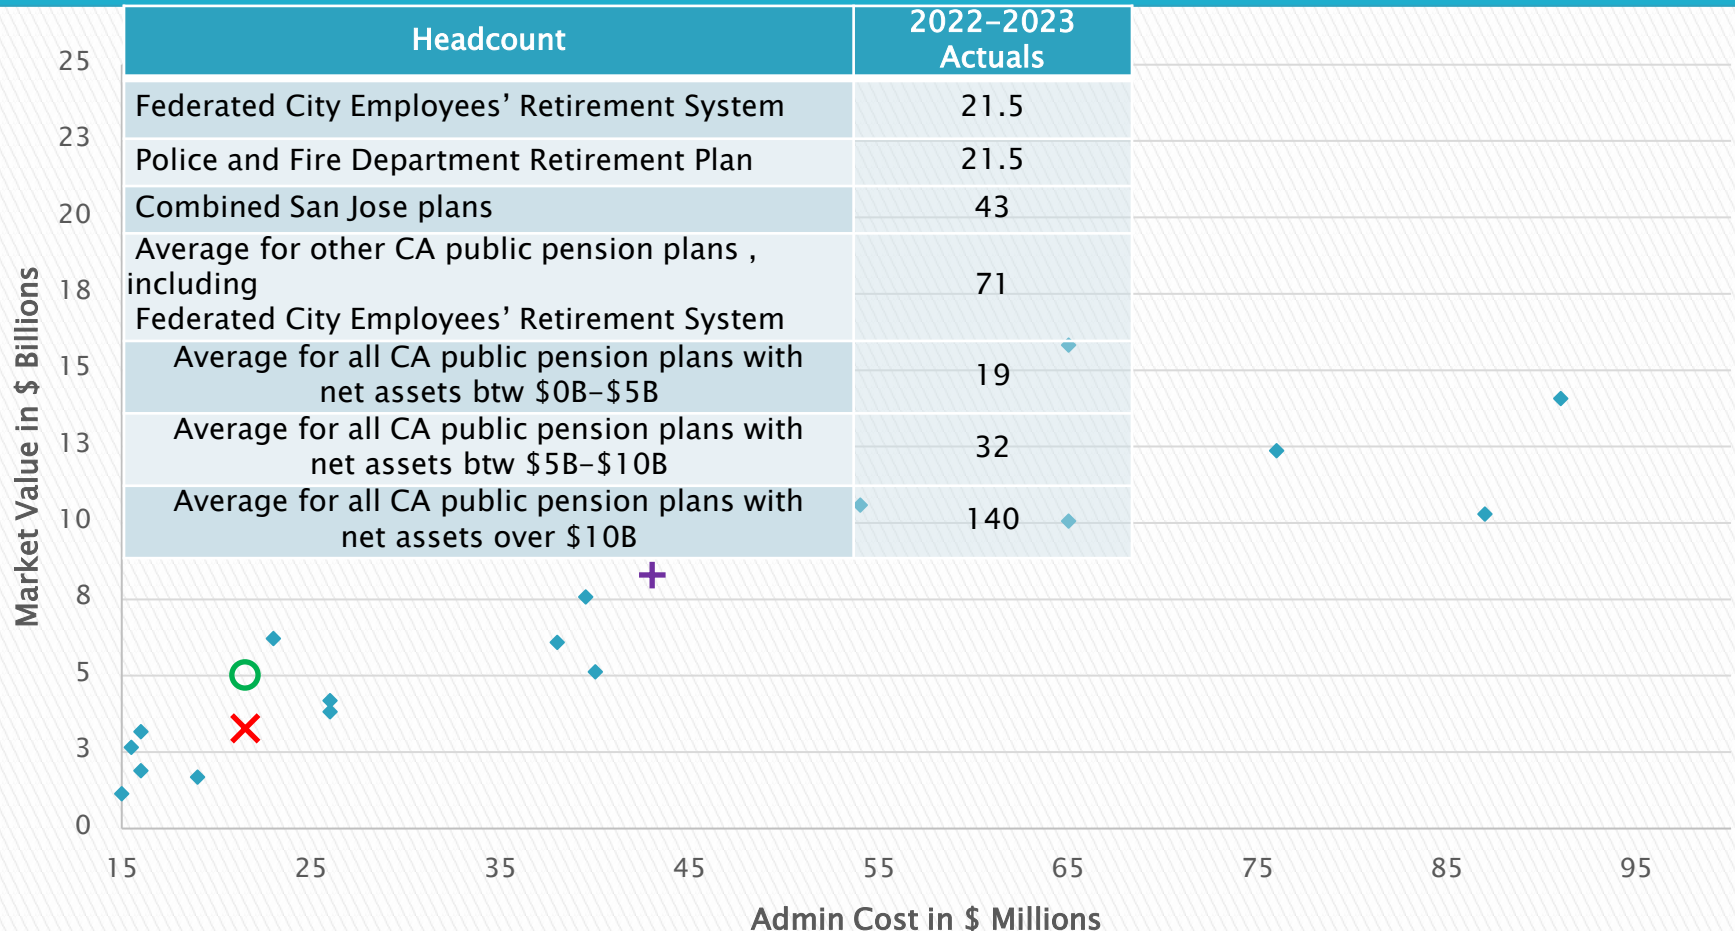 Headcount
2022-2023
Actuals
Federated City Employees’ Retirement System
21.5
Police and Fire Department Retirement Plan
21.5
Combined San Jose plans
43
Average for other CA public pension plans ,
including
Federated City Employees’ Retirement System
71
Average for all CA public pension plans with
net assets btw $0B-$5B
19
Average for all CA public pension plans with
net assets btw $5B-$10B
32
Average for all CA public pension plans with
net assets over $10B
140
Market Value in $ Billions
25
23
20
18
15
13
10
8
5
3
0
15 25 35 45 55 65 75 85 95
Admin Cost in $ Millions